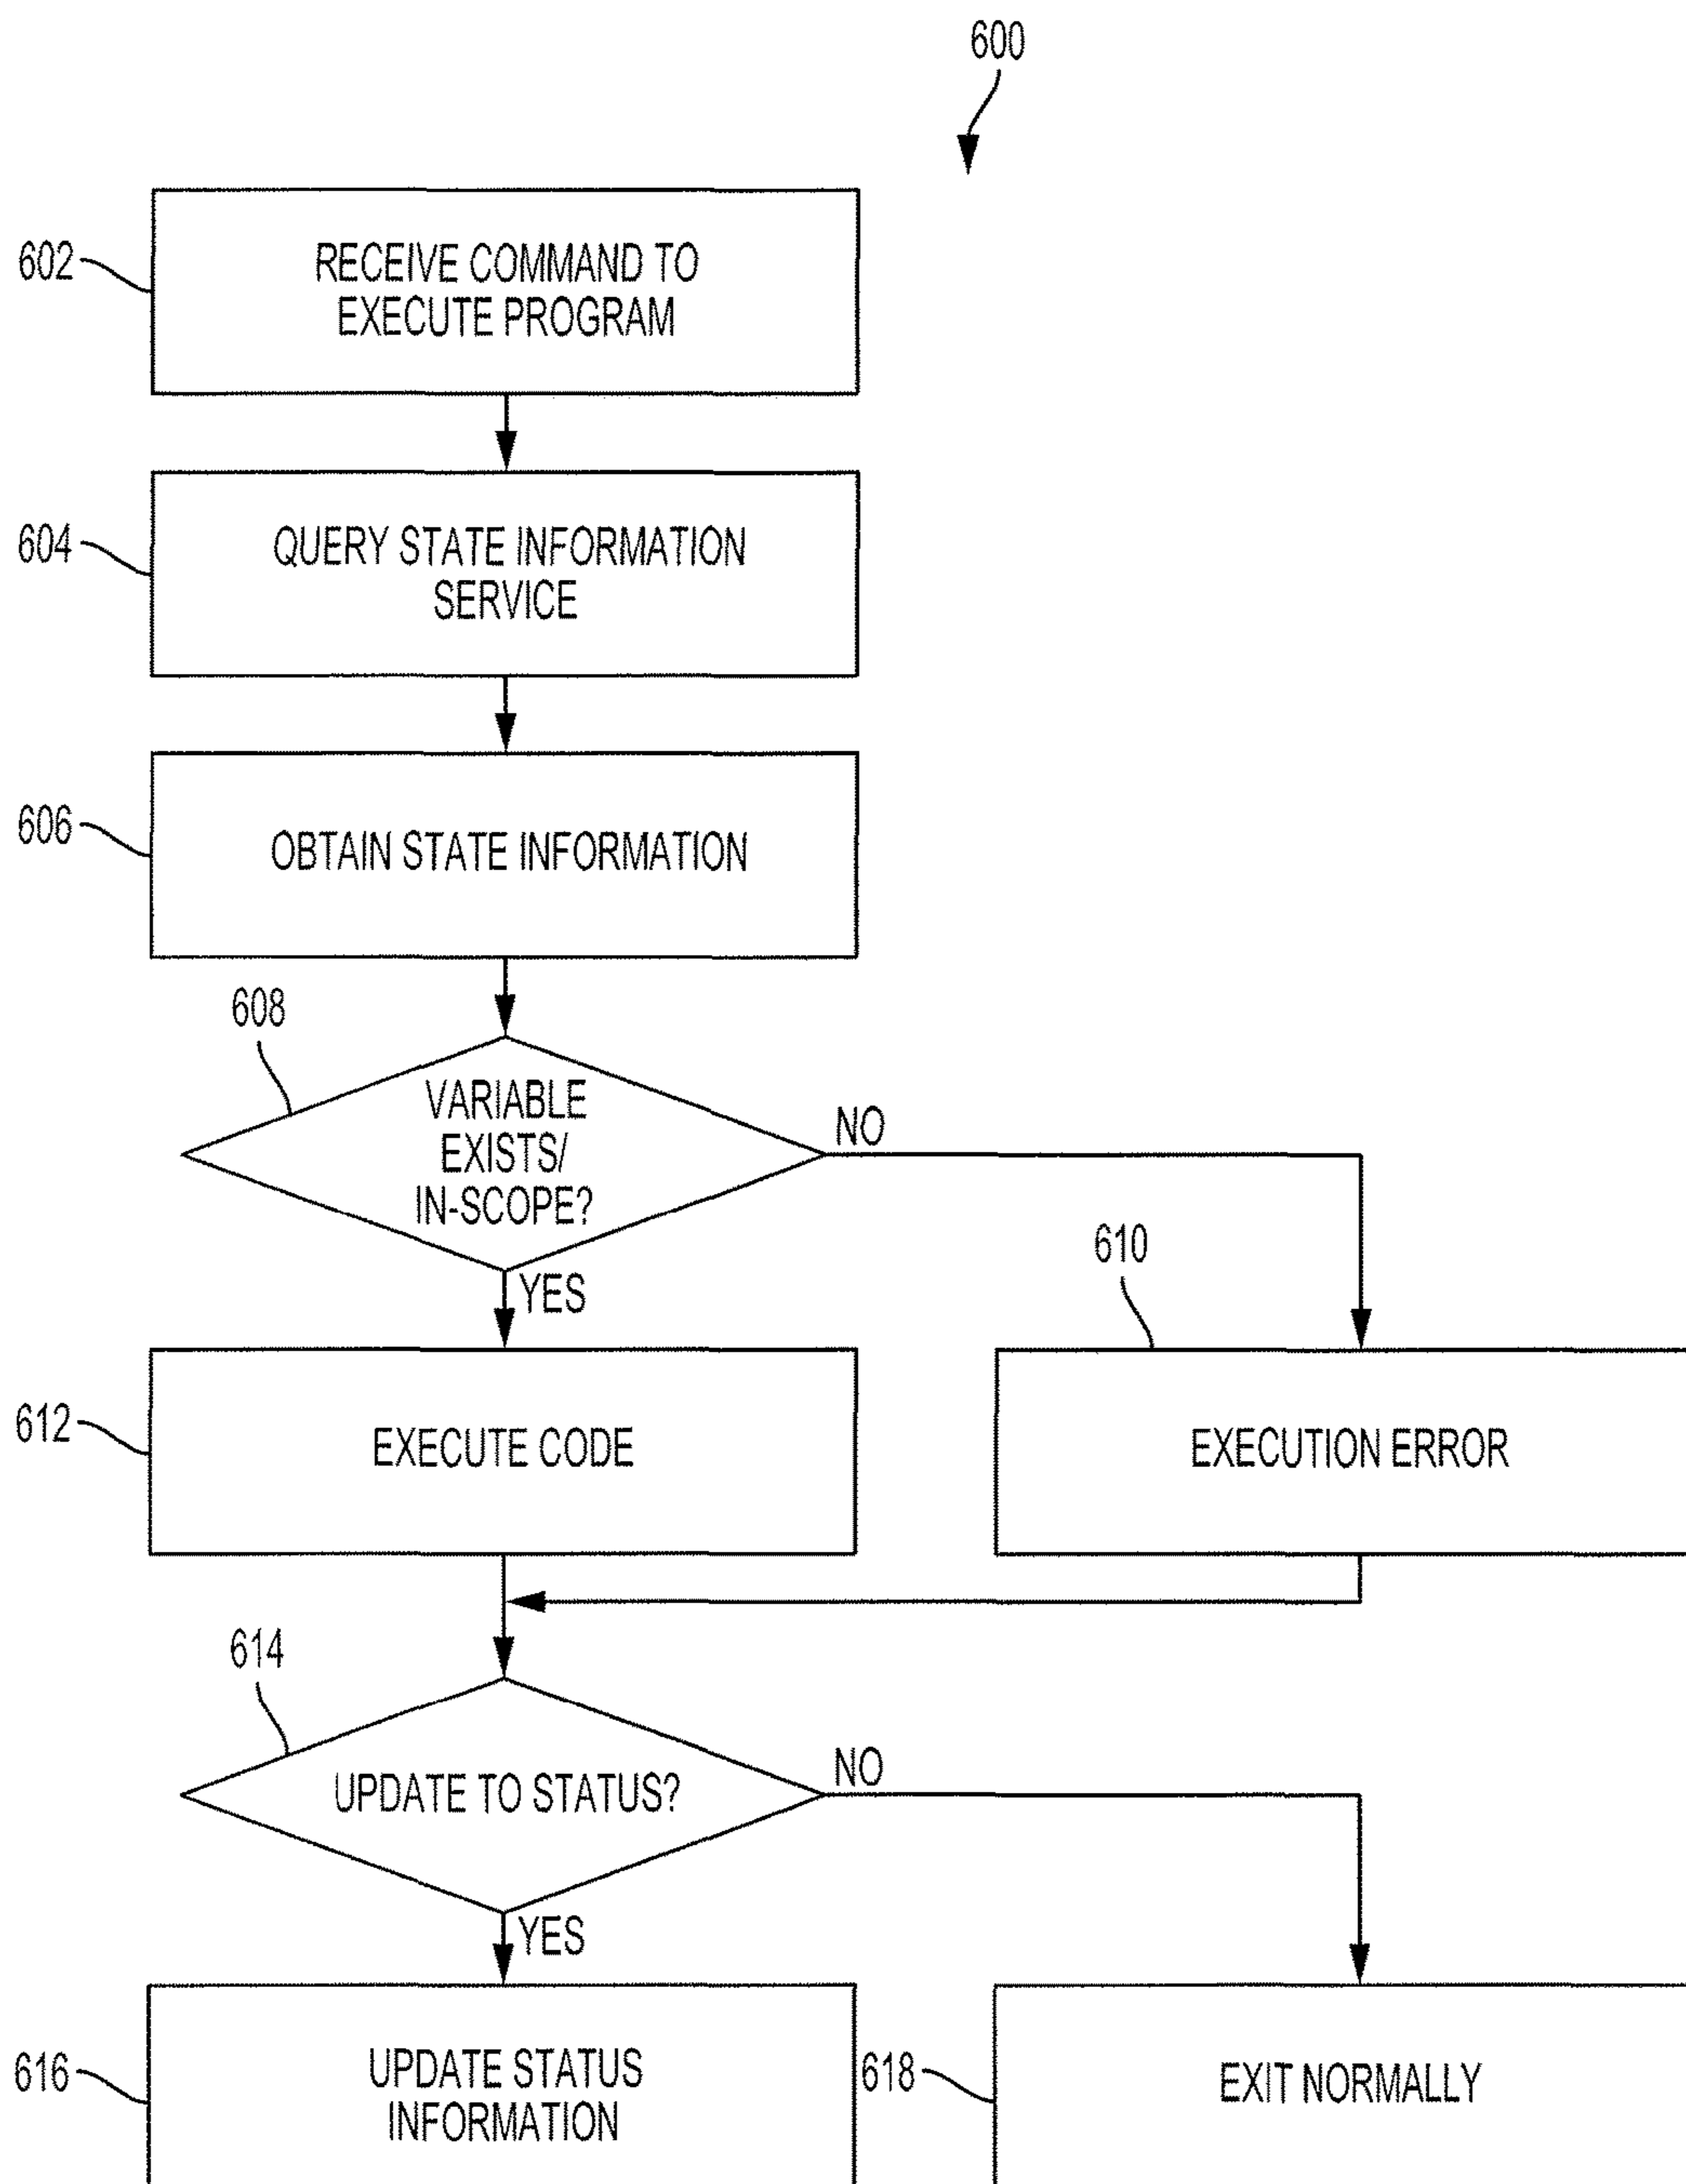 600
602
RECEIVE COMMAND TO
EXECUTE PROGRAM
604
QUERY STATE INFORMATION
SERVICE
606
OBTAIN STATE INFORMATION
608
VARIABLE
EXISTS/
IN-SCOPE?
NO
YES
610
612
EXECUTE CODE
EXECUTION ERROR
614
UPDATE TO STATUS?
NO
YES
616
UPDATE STATUS
INFORMATION
618
EXIT NORMALLY